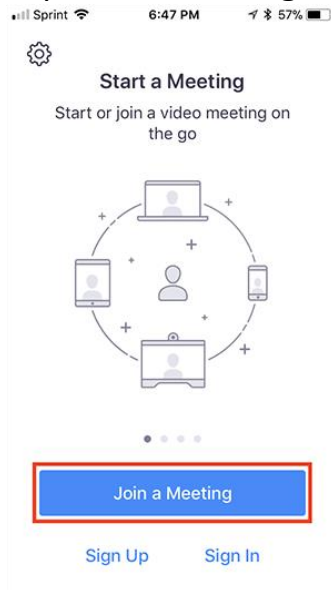 Sprint 6:47 PM 57%
Start a Meeting
Start or join a video meeting on
the go
Join a Meeting
Sign Up Sign In